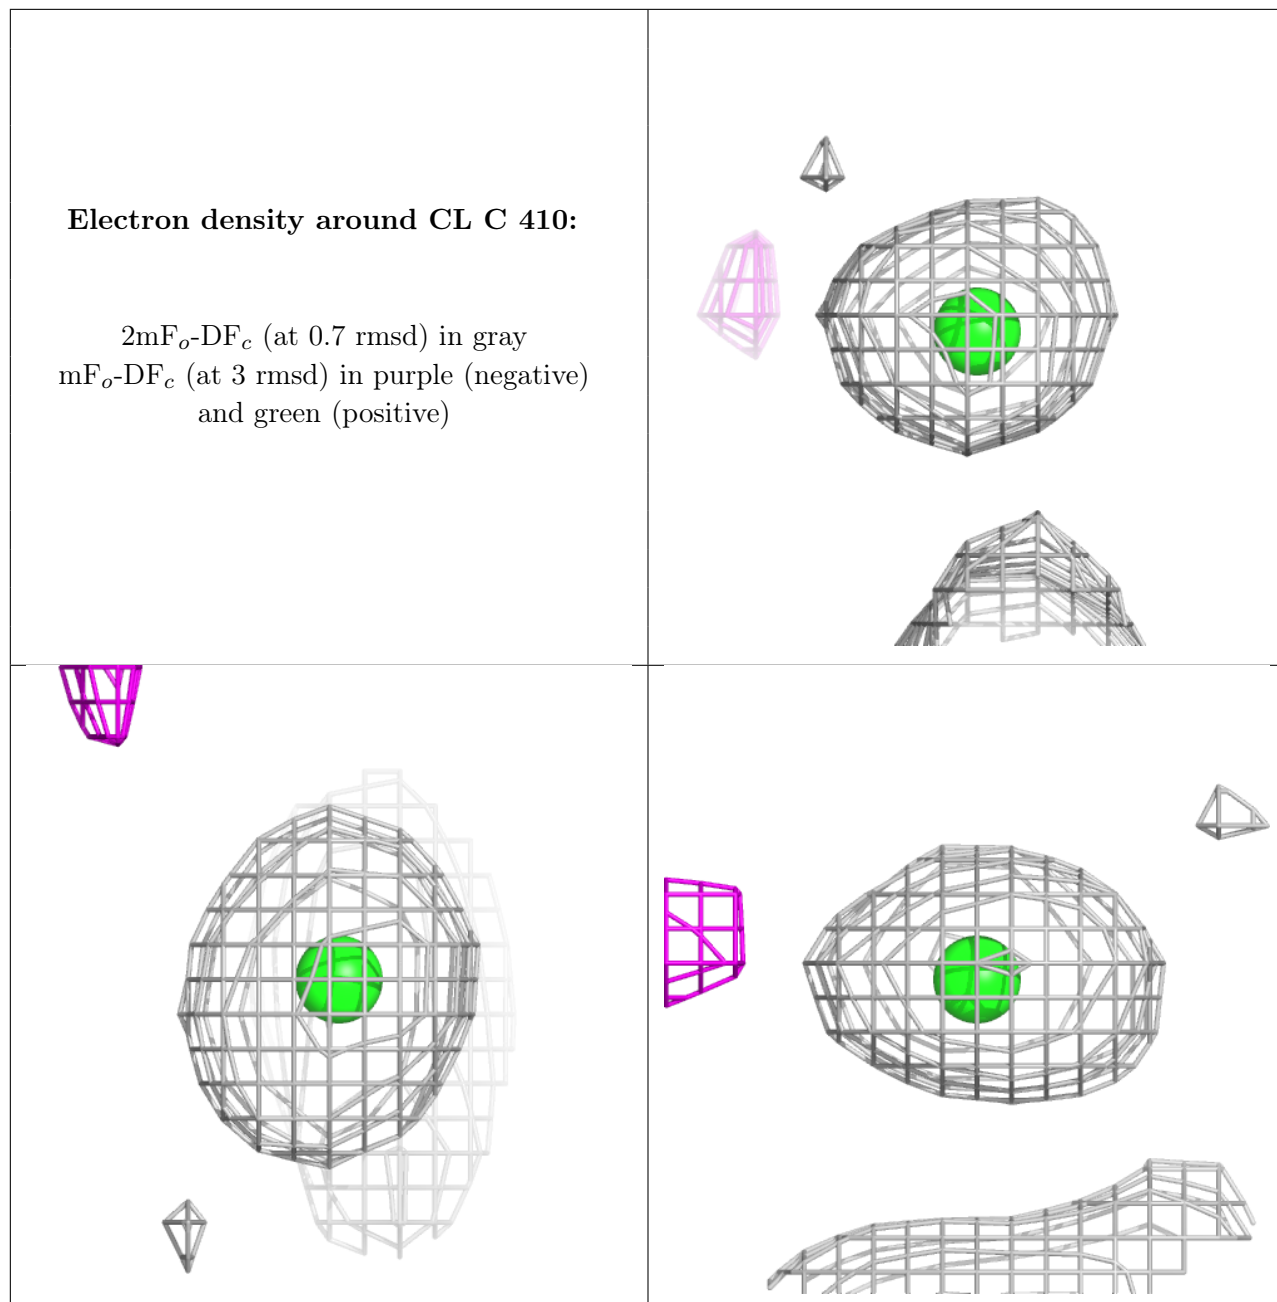 Electron density around CL C 410:
2mFo-DFc (at 0.7 rmsd) in gray
mFo-DFc (at 3 rmsd) in purple (negative)
and green (positive)